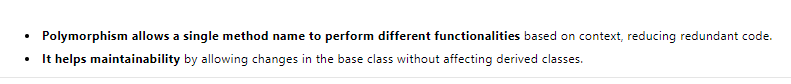 • Polymorphism allows a single method name to perform different functionalities based on context, reducing redundant code.
• It helps maintainability by allowing changes in the base class without affecting derived classes.